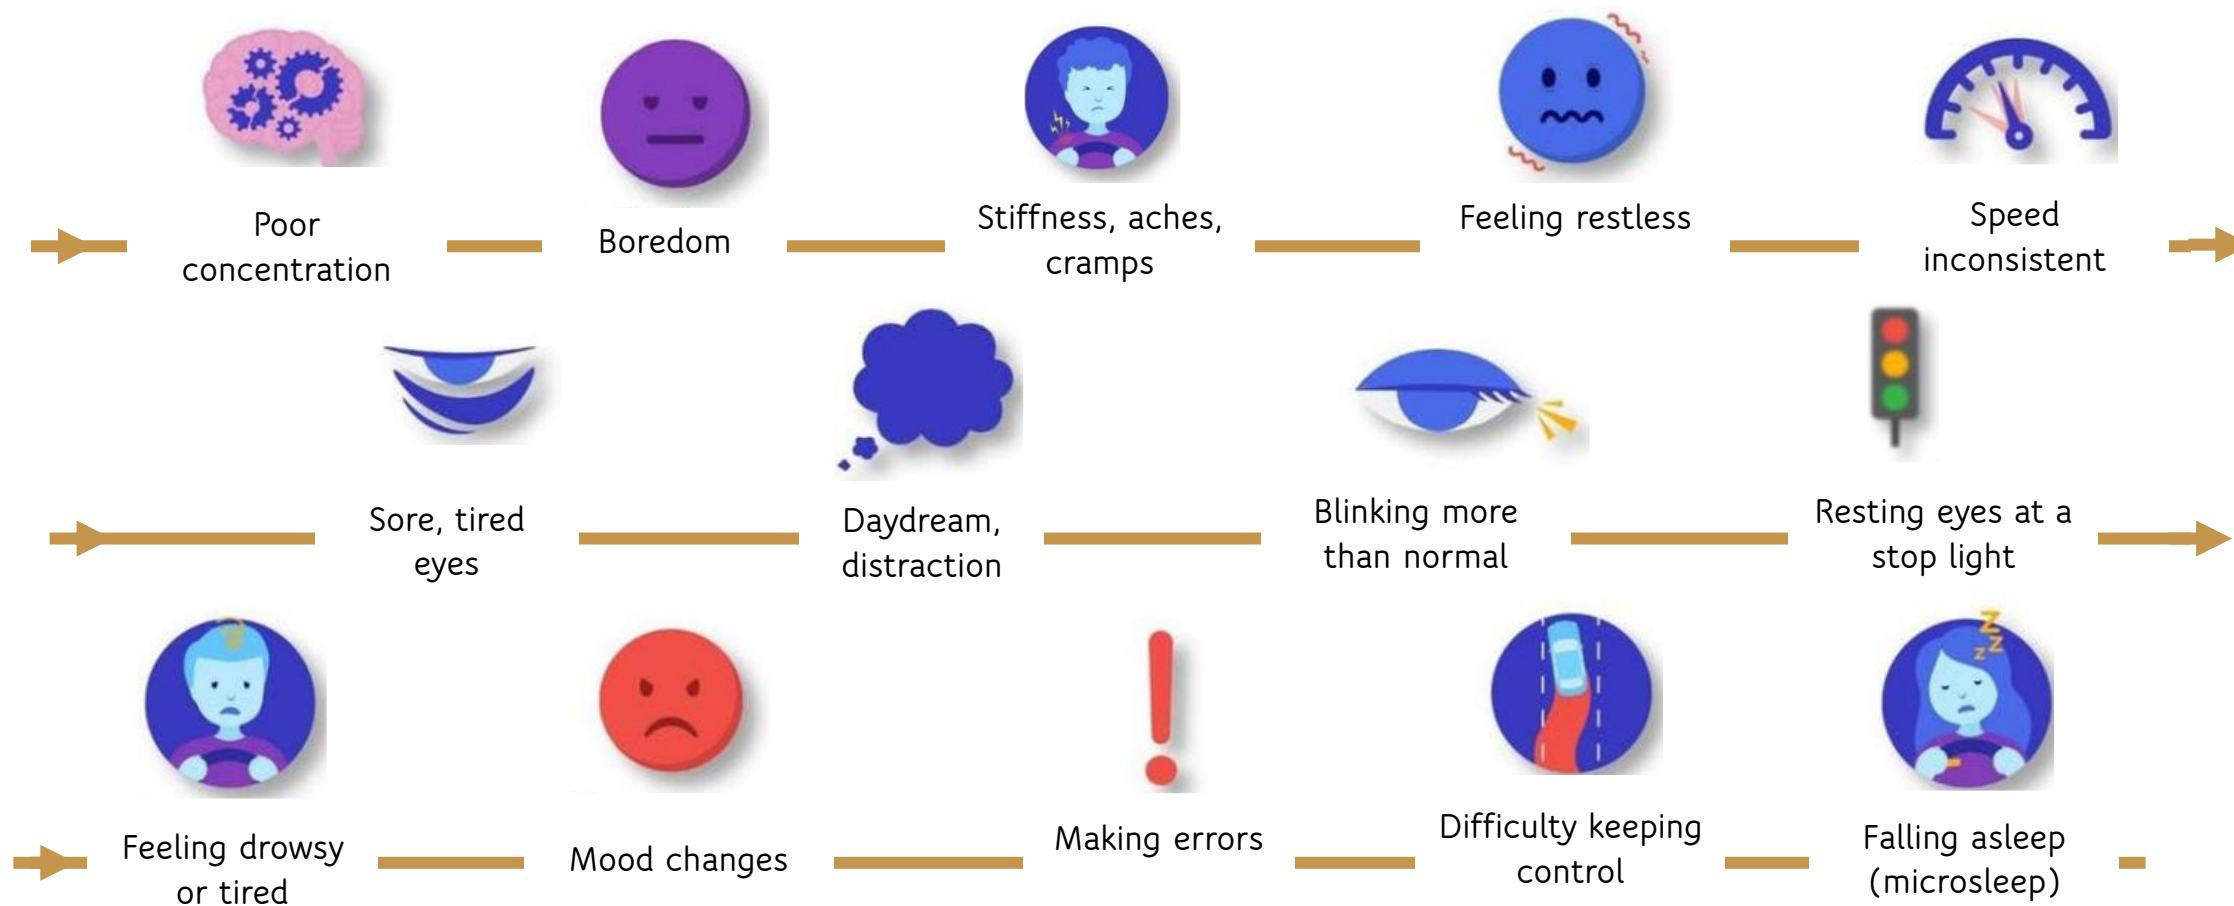 Poor
concentration
Boredom
Stiffness, aches,
cramps
Feeling restless
Speed
inconsistent
Sore, tired
eyes
Daydream,
distraction
Blinking more
than normal
Resting eyes at a
stop light
Feeling drowsy
or tired
Mood changes
Making errors
Difficulty keeping
control
z
z
z
Falling asleep
(microsleep)